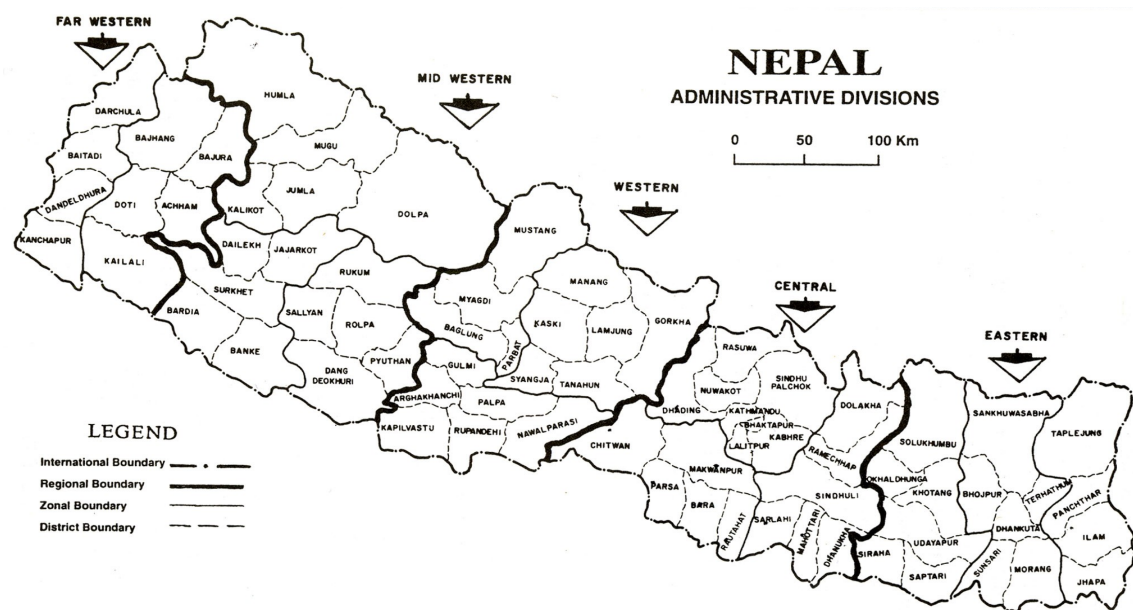 NEPAL
ADMINISTRATIVE DIVISIONS
0 50 100 Km
FAR WESTERN
MID WESTERN
WESTERN
CENTRAL
EASTERN
DARCHULA
BAJHANG
BAITADI
BAJURA
DANDELDHURA
DOTI
ACHHAM
KANCHAPUR
KAILALI
HUMLA
MUGU
JUMLA
KALIKOT
DOLPA
DAILEKH
JAJARKOT
RUKUM
SURKHET
SALLYAN
ROLPA
BARDIA
BANKE
PYUTHAN
DANG
DEOKHURI
MUSTANG
MANANG
MYAGDI
KASKI
LAMJUNG
GORKHA
BAGLUNG
PARBAT
GULMI
SYANGJA
TANAHUN
ARGHAKHANCHI
PALPA
KAPILVASTU
RUPANDEHI
NAWALPARASI
RASUWA
NUWAKOT
SINDHU
PALCHOK
DHADING
KATHMANDU
BHAKTAPUR
LALITPUR
KABHRE
DOLAKHA
RAMECHHAP
CHITWAN
MAKWANPUR
SINDHULI
PARSA
BARA
RAUTAHAT
SARLAHI
MAHOTTARI
DHANUKHA
SOLUKHUMBU
SANKHUWASABHA
TAPLEJUNG
OKHALDHUNGA
KHOTANG
BHOJPUR
TERHATHUM
PANCHTHAR
DHANKUTA
ILAM
UDAYAPUR
SIRAHA
SAPTARI
SUNSARI
MORANG
JHAPA
LEGEND
International Boundary
Regional Boundary
Zonal Boundary
District Boundary